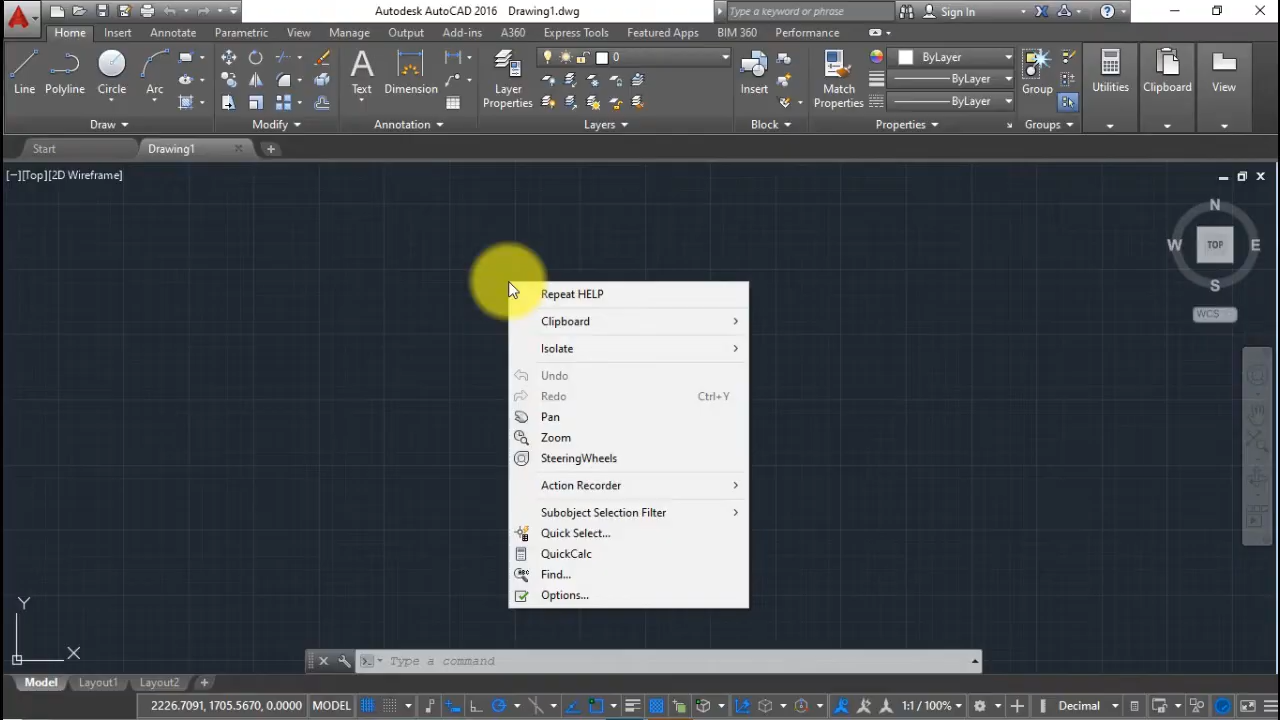 Autodesk AutoCAD 2016 Drawing1.dwg
Type a keyword or phrase
Sign In
Home Insert Annotate Parametric View Manage Output Add-ins A360 Express Tools Featured Apps BIM 360 Performance
0
ByLayer
ByLayer
ByLayer
Line Polyline Circle Arc Text Dimension Layer Properties Insert Match Properties Group Utilities Clipboard View
Draw Modify Annotation Layers Block Properties Groups
Start Drawing1
[−][Top][2D Wireframe]
N
W TOP E
S
WCS
Repeat HELP
Clipboard
Isolate
Undo
Redo Ctrl+Y
Pan
Zoom
SteeringWheels
Action Recorder
Subobject Selection Filter
Quick Select...
QuickCalc
Find...
Options...
Y
X
Type a command
Model Layout1 Layout2
2226.7091, 1705.5670, 0.0000 MODEL 1:1 / 100% Decimal